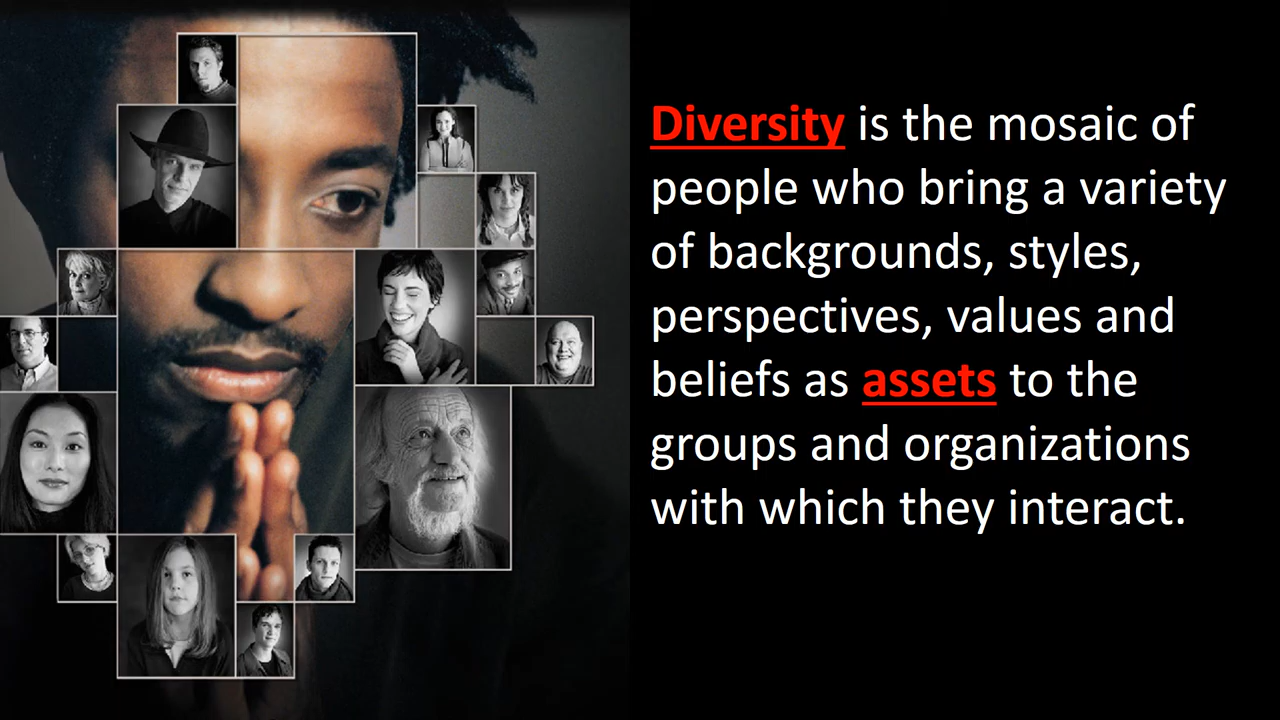 Diversity is the mosaic of
people who bring a variety
of backgrounds, styles,
perspectives, values and
beliefs as assets to the
groups and organizations
with which they interact.